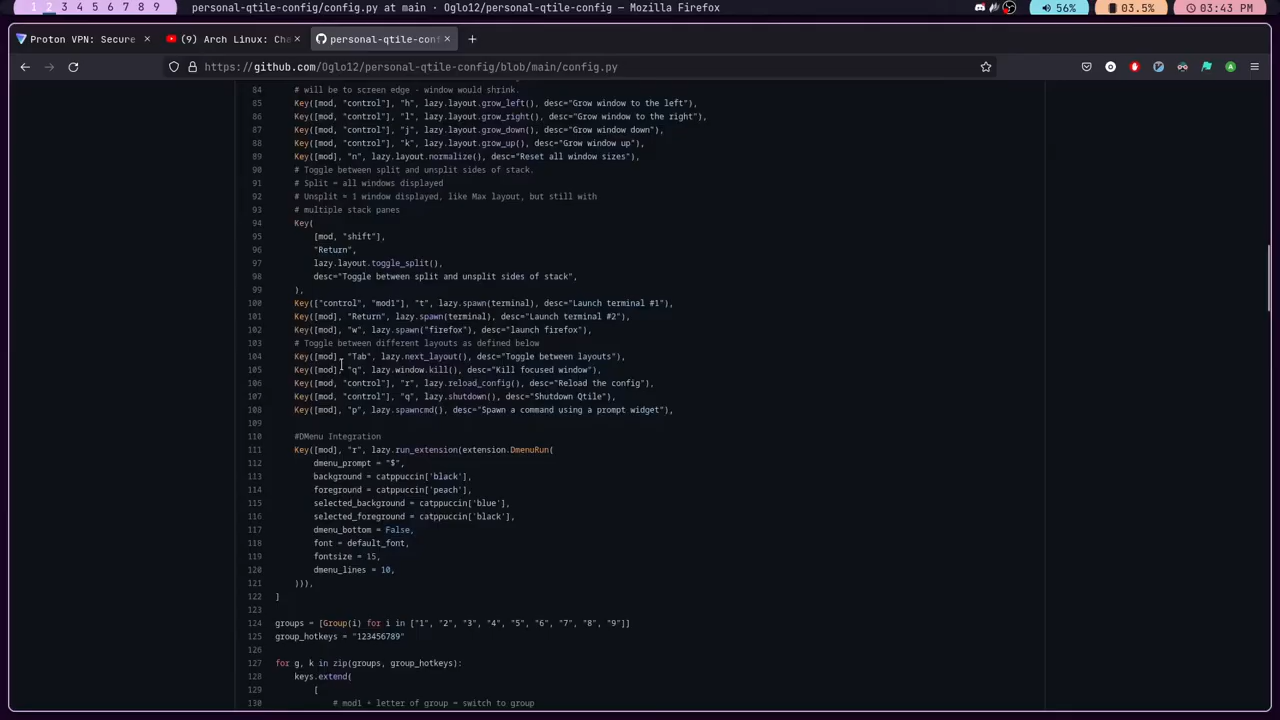 1 2 3 4 5 6 7 8 9 personal-qtile-config/config.py at main · Oglo12/personal-qtile-config — Mozilla Firefox 56% 03.5% 03:43 PM
Proton VPN: Secure × (9) Arch Linux: Cha × personal-qtile-conf × +
https://github.com/Oglo12/personal-qtile-config/blob/main/config.py
84 # will be to screen edge - window would shrink.
85 Key([mod, "control"], "h", lazy.layout.grow_left(), desc="Grow window to the left"),
86 Key([mod, "control"], "l", lazy.layout.grow_right(), desc="Grow window to the right"),
87 Key([mod, "control"], "j", lazy.layout.grow_down(), desc="Grow window down"),
88 Key([mod, "control"], "k", lazy.layout.grow_up(), desc="Grow window up"),
89 Key([mod], "n", lazy.layout.normalize(), desc="Reset all window sizes"),
90 # Toggle between split and unsplit sides of stack.
91 # Split = all windows displayed
92 # Unsplit = 1 window displayed, like Max layout, but still with
93 # multiple stack panes
94 Key(
95 [mod, "shift"],
96 "Return",
97 lazy.layout.toggle_split(),
98 desc="Toggle between split and unsplit sides of stack",
99 ),
100 Key(["control", "mod1"], "t", lazy.spawn(terminal), desc="Launch terminal #1"),
101 Key([mod], "Return", lazy.spawn(terminal), desc="Launch terminal #2"),
102 Key([mod], "w", lazy.spawn("firefox"), desc="launch firefox"),
103 # Toggle between different layouts as defined below
104 Key([mod], "Tab", lazy.next_layout(), desc="Toggle between layouts"),
105 Key([mod], "q", lazy.window.kill(), desc="Kill focused window"),
106 Key([mod, "control"], "r", lazy.reload_config(), desc="Reload the config"),
107 Key([mod, "control"], "q", lazy.shutdown(), desc="Shutdown Qtile"),
108 Key([mod], "p", lazy.spawncmd(), desc="Spawn a command using a prompt widget"),
109
110 #DMenu Integration
111 Key([mod], "r", lazy.run_extension(extension.DmenuRun(
112 dmenu_prompt = "$",
113 background = catppuccin['black'],
114 foreground = catppuccin['peach'],
115 selected_background = catppuccin['blue'],
116 selected_foreground = catppuccin['black'],
117 dmenu_bottom = False,
118 font = default_font,
119 fontsize = 15,
120 dmenu_lines = 10,
121 ))),
122 ]
123
124 groups = [Group(i) for i in ["1", "2", "3", "4", "5", "6", "7", "8", "9"]]
125 group_hotkeys = "123456789"
126
127 for g, k in zip(groups, group_hotkeys):
128 keys.extend(
129 [
130 # mod1 + letter of group = switch to group